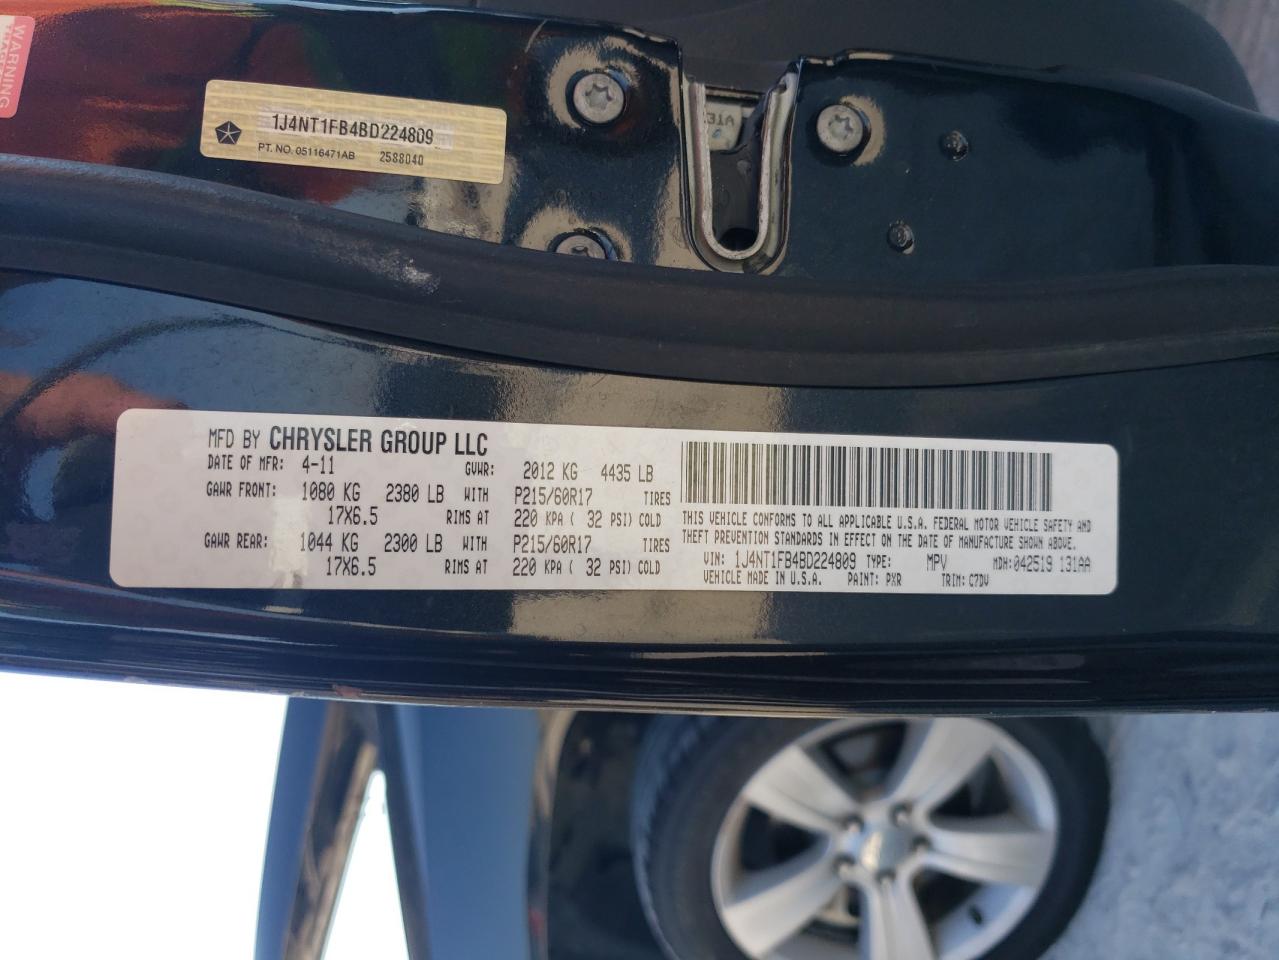 WARNING
1J4NT1FB4BD224809
PT. NO. 05116471AB 2588040
MFD BY CHRYSLER GROUP LLC
DATE OF MFR: 4-11 GVWR: 2012 KG 4435 LB
GAWR FRONT: 1080 KG 2380 LB WITH P215/60R17 TIRES
17X6.5 RIMS AT 220 KPA ( 32 PSI) COLD
GAWR REAR: 1044 KG 2300 LB WITH P215/60R17 TIRES
17X6.5 RIMS AT 220 KPA ( 32 PSI) COLD
THIS VEHICLE CONFORMS TO ALL APPLICABLE U.S.A. FEDERAL MOTOR VEHICLE SAFETY AND
THEFT PREVENTION STANDARDS IN EFFECT ON THE DATE OF MANUFACTURE SHOWN ABOVE.
VIN: 1J4NT1FB4BD224809 TYPE: MPV MDH:042519 131AA
VEHICLE MADE IN U.S.A. PAINT: PXR TRIM: C7DV